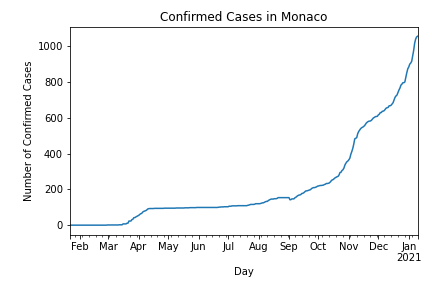 Confirmed Cases in Monaco
Number of Confirmed Cases
1000
800
600
400
200
0
Feb Mar Apr May Jun Jul Aug Sep Oct Nov Dec Jan
2021
Day